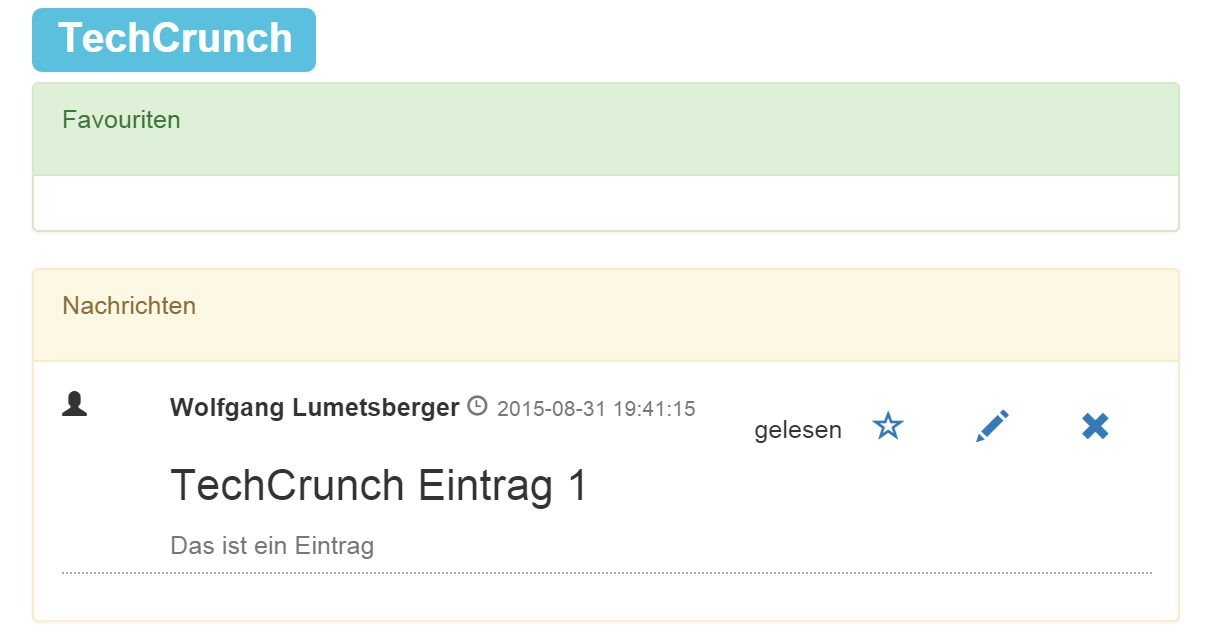 TechCrunch
Favouriten
Nachrichten
Wolfgang Lumetsberger 2015-08-31 19:41:15
gelesen
TechCrunch Eintrag 1
Das ist ein Eintrag